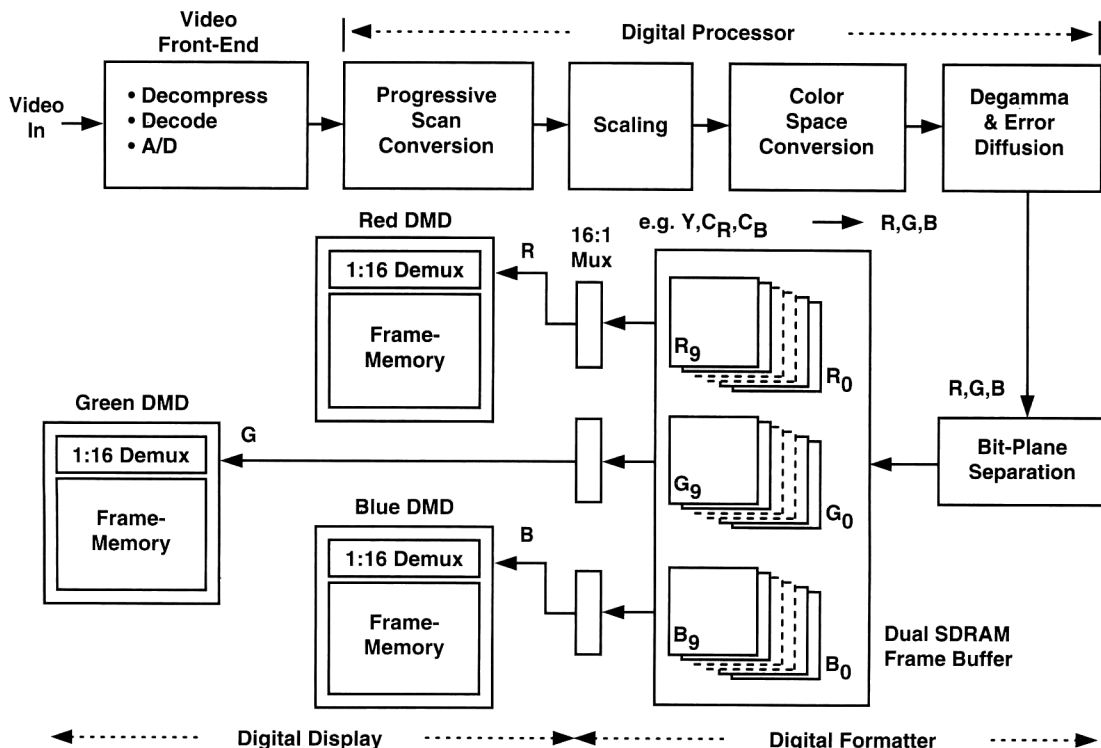 Video
Front-End
Digital Processor
Video
In
• Decompress
• Decode
• A/D
Progressive
Scan
Conversion
Scaling
Color
Space
Conversion
Degamma
& Error
Diffusion
e.g. Y,CR,CB
R,G,B
Red DMD
1:16 Demux
Frame-
Memory
R
16:1
Mux
R9
R0
R,G,B
Bit-Plane
Separation
Green DMD
1:16 Demux
Frame-
Memory
G
G9
G0
Blue DMD
1:16 Demux
Frame-
Memory
B
B9
B0
Dual SDRAM
Frame Buffer
Digital Display
Digital Formatter